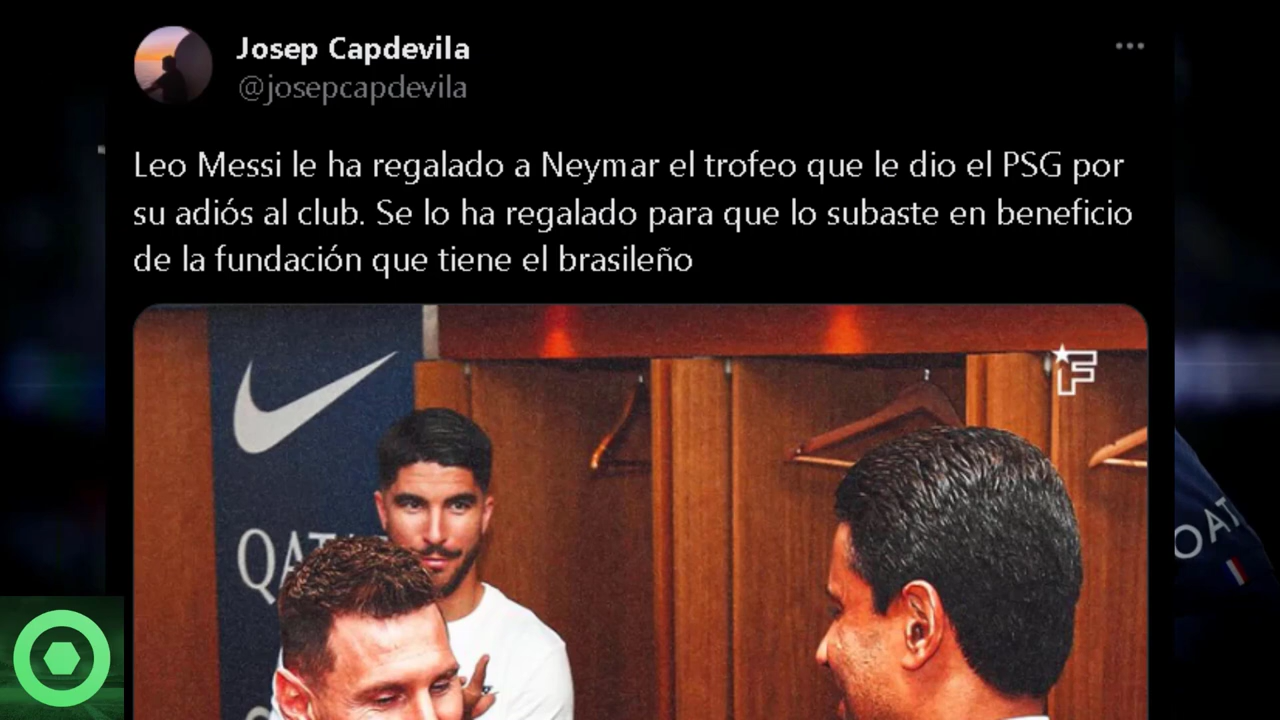 Josep Capdevila
@josepcapdevila
Leo Messi le ha regalado a Neymar el trofeo que le dio el PSG por
su adiós al club. Se lo ha regalado para que lo subaste en beneficio
de la fundación que tiene el brasileño
F
QAT
OAT